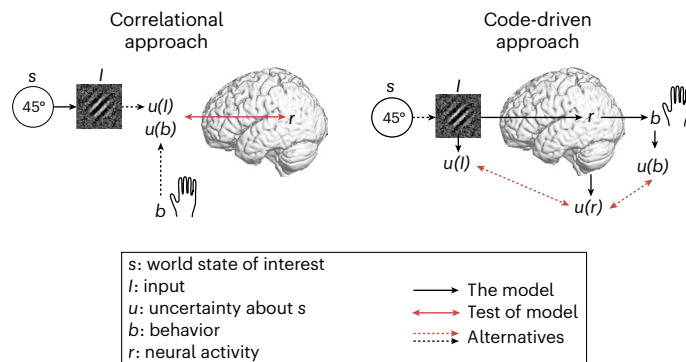 Correlational
approach
s
I
45°
u(I)
u(b)
r
b
Code-driven
approach
s
I
45°
r
b
u(I)
u(b)
u(r)
s: world state of interest
I: input
u: uncertainty about s
b: behavior
r: neural activity
The model
Test of model
Alternatives